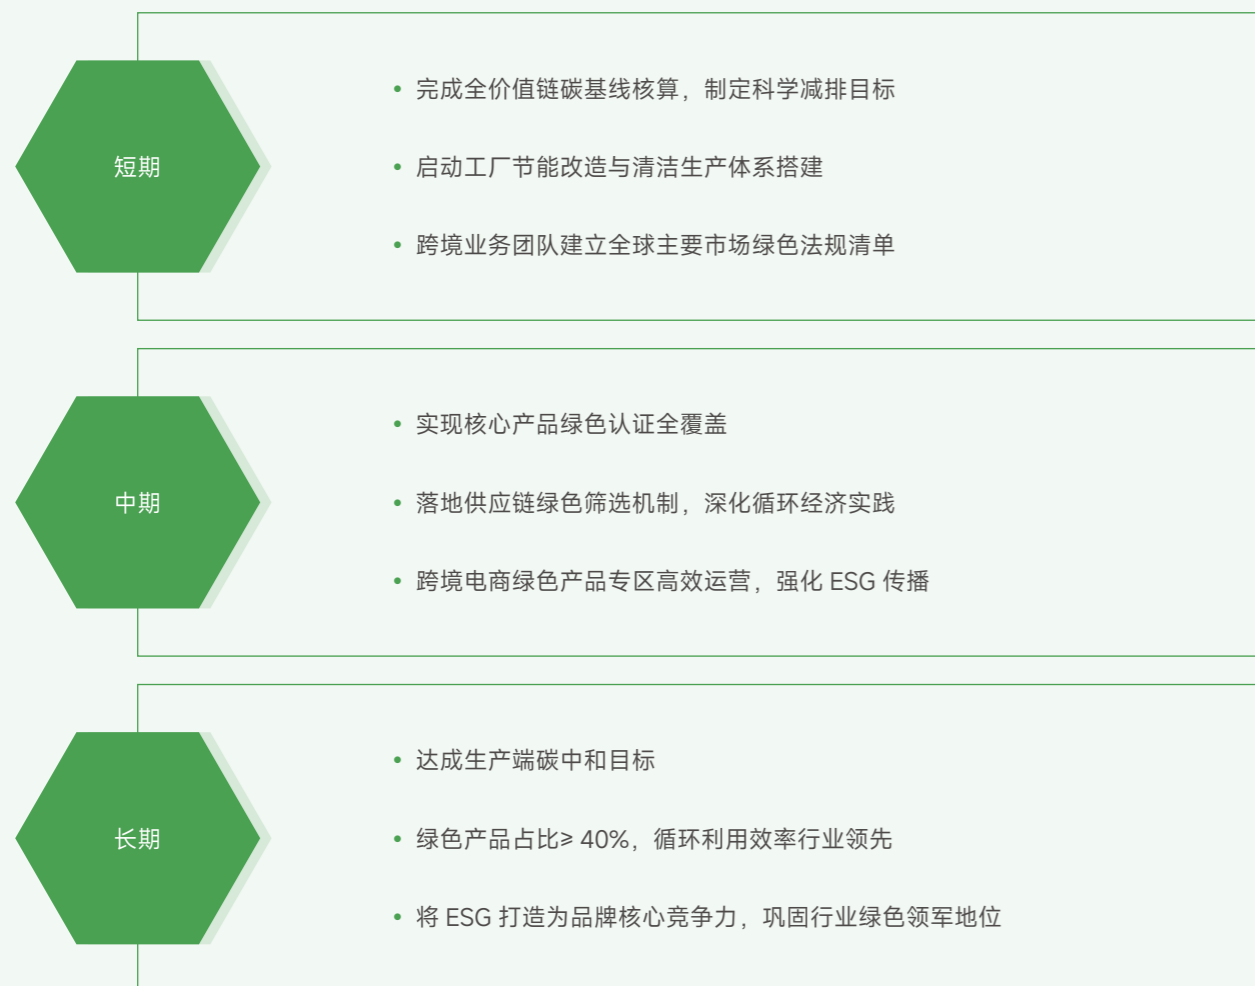 短期
• 完成全价值链碳基线核算，制定科学减排目标
• 启动工厂节能改造与清洁生产体系搭建
• 跨境业务团队建立全球主要市场绿色法规清单
中期
• 实现核心产品绿色认证全覆盖
• 落地供应链绿色筛选机制，深化循环经济实践
• 跨境电商绿色产品专区高效运营，强化 ESG 传播
长期
• 达成生产端碳中和目标
• 绿色产品占比≥ 40%，循环利用效率行业领先
• 将 ESG 打造为品牌核心竞争力，巩固行业绿色领军地位